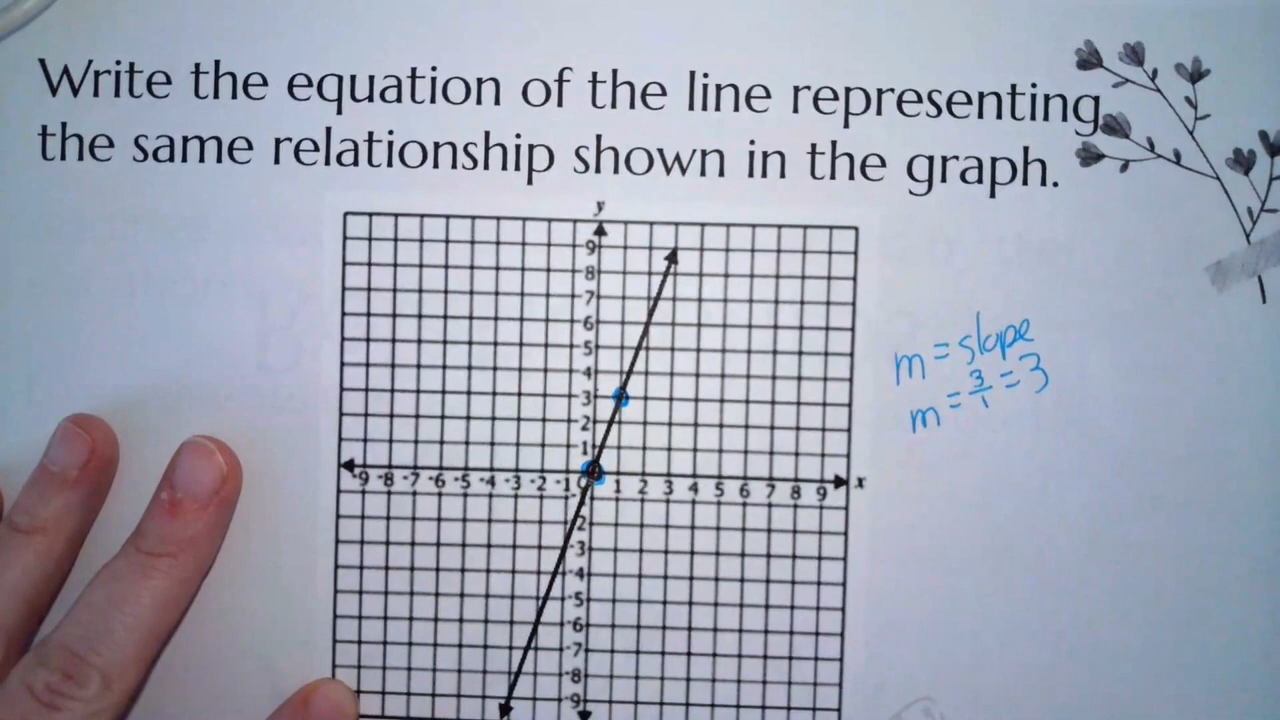 Write the equation of the line representing
the same relationship shown in the graph.
y
9
8
7
6
5
4
3
2
1
-9 -8 -7 -6 -5 -4 -3 -2 -1 0 1 2 3 4 5 6 7 8 9 x
-2
-3
-4
-5
-6
-7
-8
-9
m = slope
m = 3/1 = 3